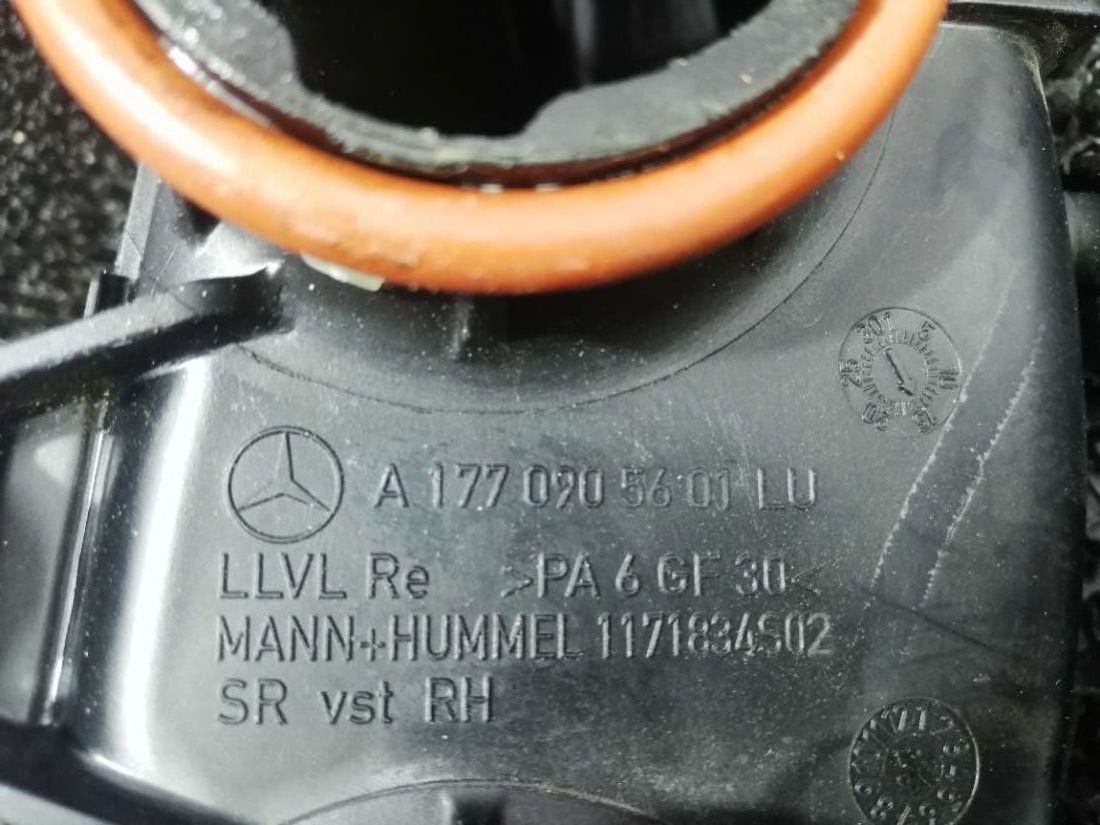 A 177 090 56 01 LU
LLVL Re >PA 6 GF 30<
MANN+HUMMEL 1171834S02
SR vst RH